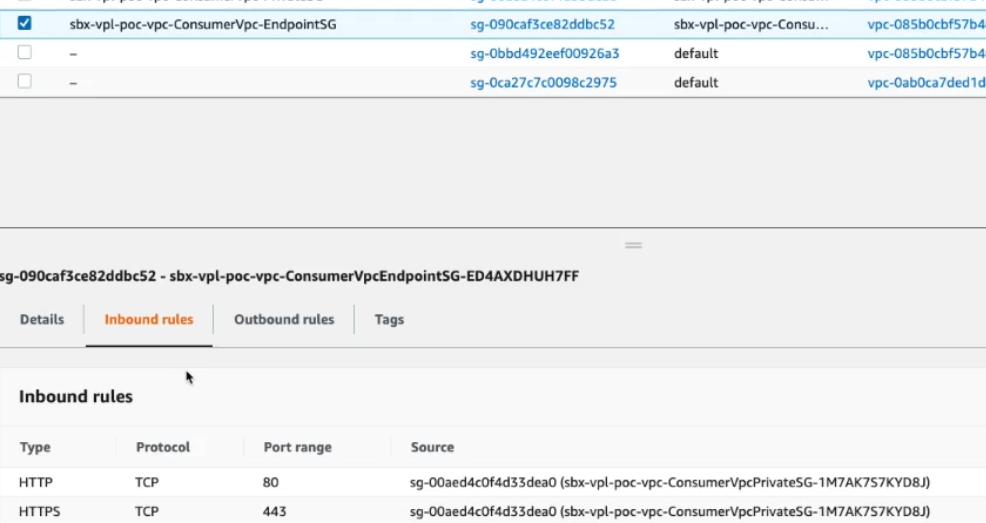 sbx-vpl-poc-vpc-ConsumerVpc-EndpointSG sg-090caf3ce82ddbc52 sbx-vpl-poc-vpc-Consu... vpc-085b0cbf57b4
– sg-0bbd492eef00926a3 default vpc-085b0cbf57b4
– sg-0ca27c7c0098c2975 default vpc-0ab0ca7ded1d
sg-090caf3ce82ddbc52 - sbx-vpl-poc-vpc-ConsumerVpcEndpointSG-ED4AXDHUH7FF
Details Inbound rules Outbound rules Tags
Inbound rules
Type Protocol Port range Source
HTTP TCP 80 sg-00aed4c0f4d33dea0 (sbx-vpl-poc-vpc-ConsumerVpcPrivateSG-1M7AK7S7KYD8J)
HTTPS TCP 443 sg-00aed4c0f4d33dea0 (sbx-vpl-poc-vpc-ConsumerVpcPrivateSG-1M7AK7S7KYD8J)